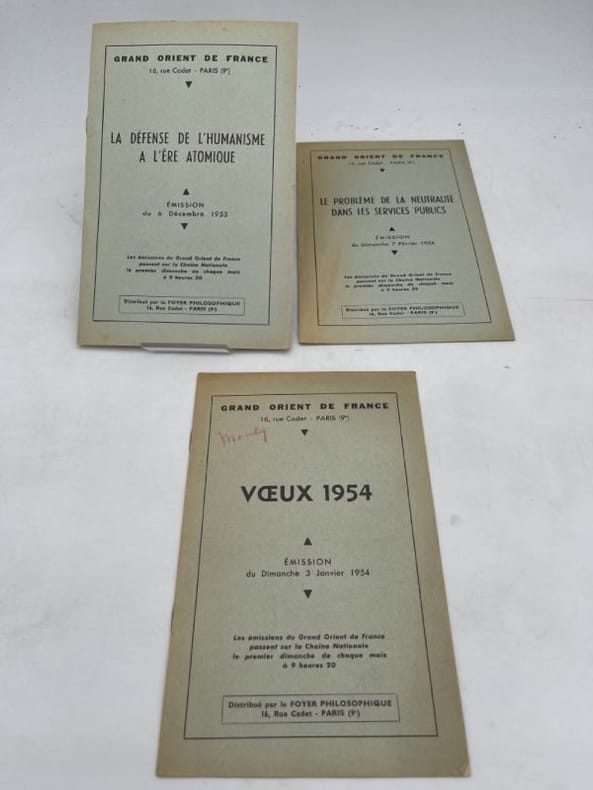 GRAND ORIENT DE FRANCE
16, rue Cadet - PARIS (9e)
LA DÉFENSE DE L'HUMANISME
A L'ÈRE ATOMIQUE
ÉMISSION
du 6 Décembre 1953
Les émissions du Grand Orient de France
passent sur la Chaîne Nationale
le premier dimanche de chaque mois
à 9 heures 20
Distribué par le FOYER PHILOSOPHIQUE
16, Rue Cadet - PARIS (9e)
GRAND ORIENT DE FRANCE
16, rue Cadet - PARIS (9e)
LE PROBLÈME DE LA NEUTRALITÉ
DANS LES SERVICES PUBLICS
ÉMISSION
du Dimanche 7 Février 1954
Les émissions du Grand Orient de France
passent sur la Chaîne Nationale
le premier dimanche de chaque mois
à 9 heures 20
Distribué par le FOYER PHILOSOPHIQUE
16, Rue Cadet - PARIS (9e)
GRAND ORIENT DE FRANCE
16, rue Cadet - PARIS (9e)
VŒUX 1954
ÉMISSION
du Dimanche 3 Janvier 1954
Les émissions du Grand Orient de France
passent sur la Chaîne Nationale
le premier dimanche de chaque mois
à 9 heures 20
Distribué par le FOYER PHILOSOPHIQUE
16, Rue Cadet - PARIS (9e)